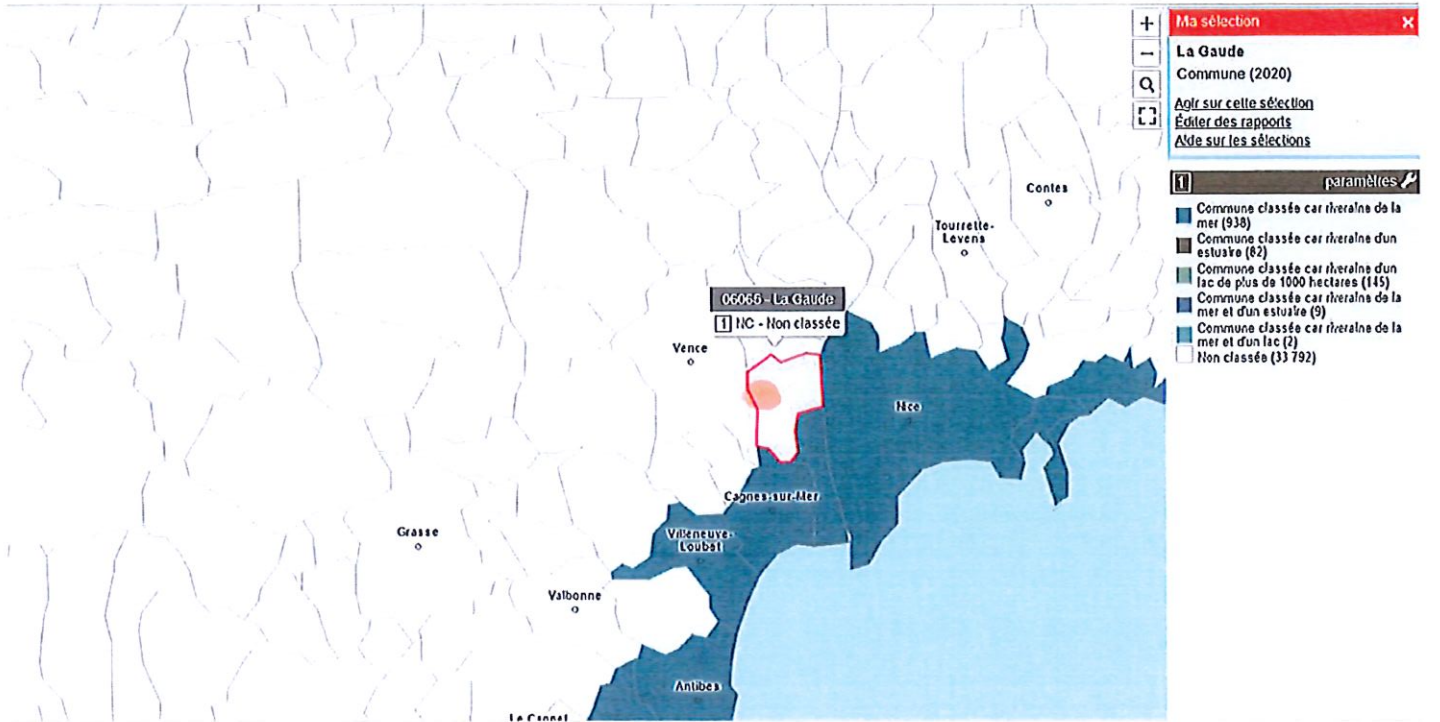 +
Ma sélection ×
−
La Gaude
Commune (2020)
Agir sur cette sélection
Éditer des rapports
Aide sur les sélections
1 paramètres
Commune classée car riveraine de la
mer (938)
Commune classée car riveraine d'un
estuaire (82)
Commune classée car riveraine d'un
lac de plus de 1000 hectares (145)
Commune classée car riveraine de la
mer et d'un estuaire (9)
Commune classée car riveraine de la
mer et d'un lac (2)
Non classée (33 792)
Contes
Tourrette-
Levens
06065 - La Gaude
1 NC - Non classée
Vence
Nice
Cagnes-sur-Mer
Grasse
Villeneuve-
Loubet
Valbonne
Antibes
Le Cannet